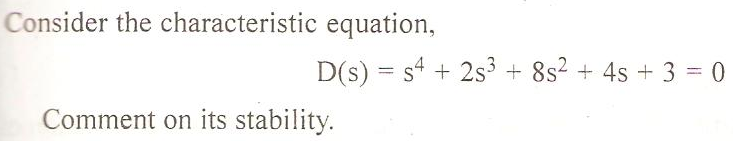 Consider the characteristic equation,
D(s) = s⁴ + 2s³ + 8s² + 4s + 3 = 0
Comment on its stability.